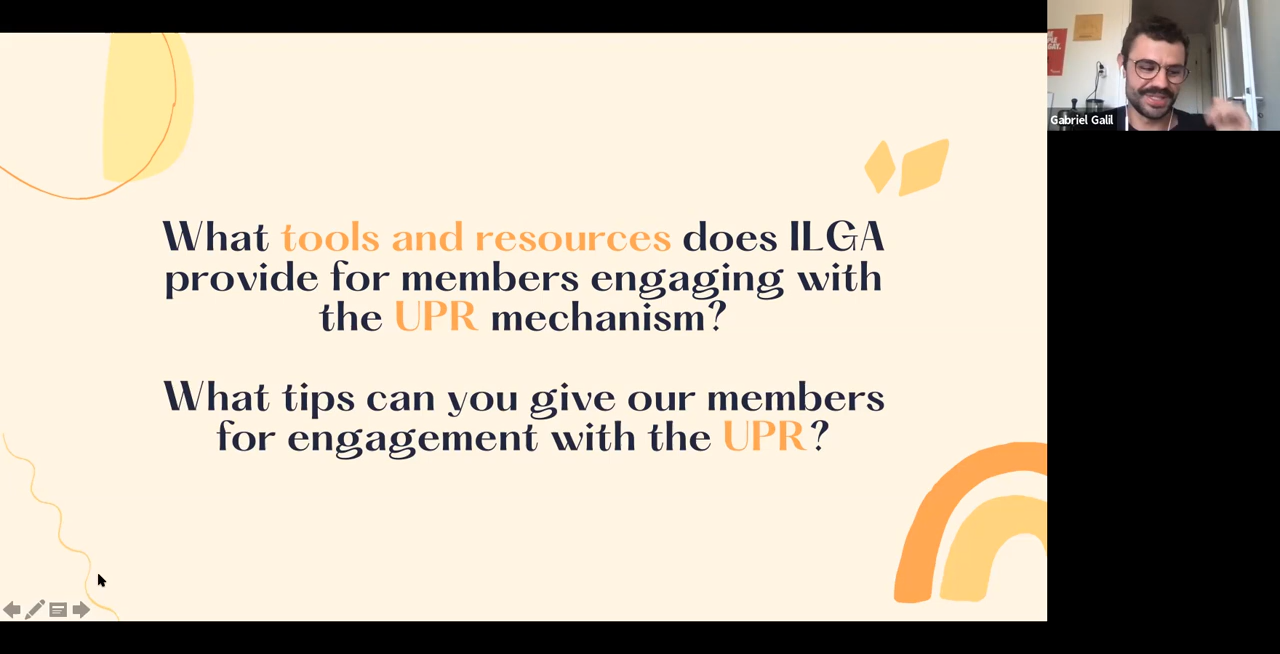 What tools and resources does ILGA
provide for members engaging with
the UPR mechanism?
What tips can you give our members
for engagement with the UPR?
Gabriel Galil